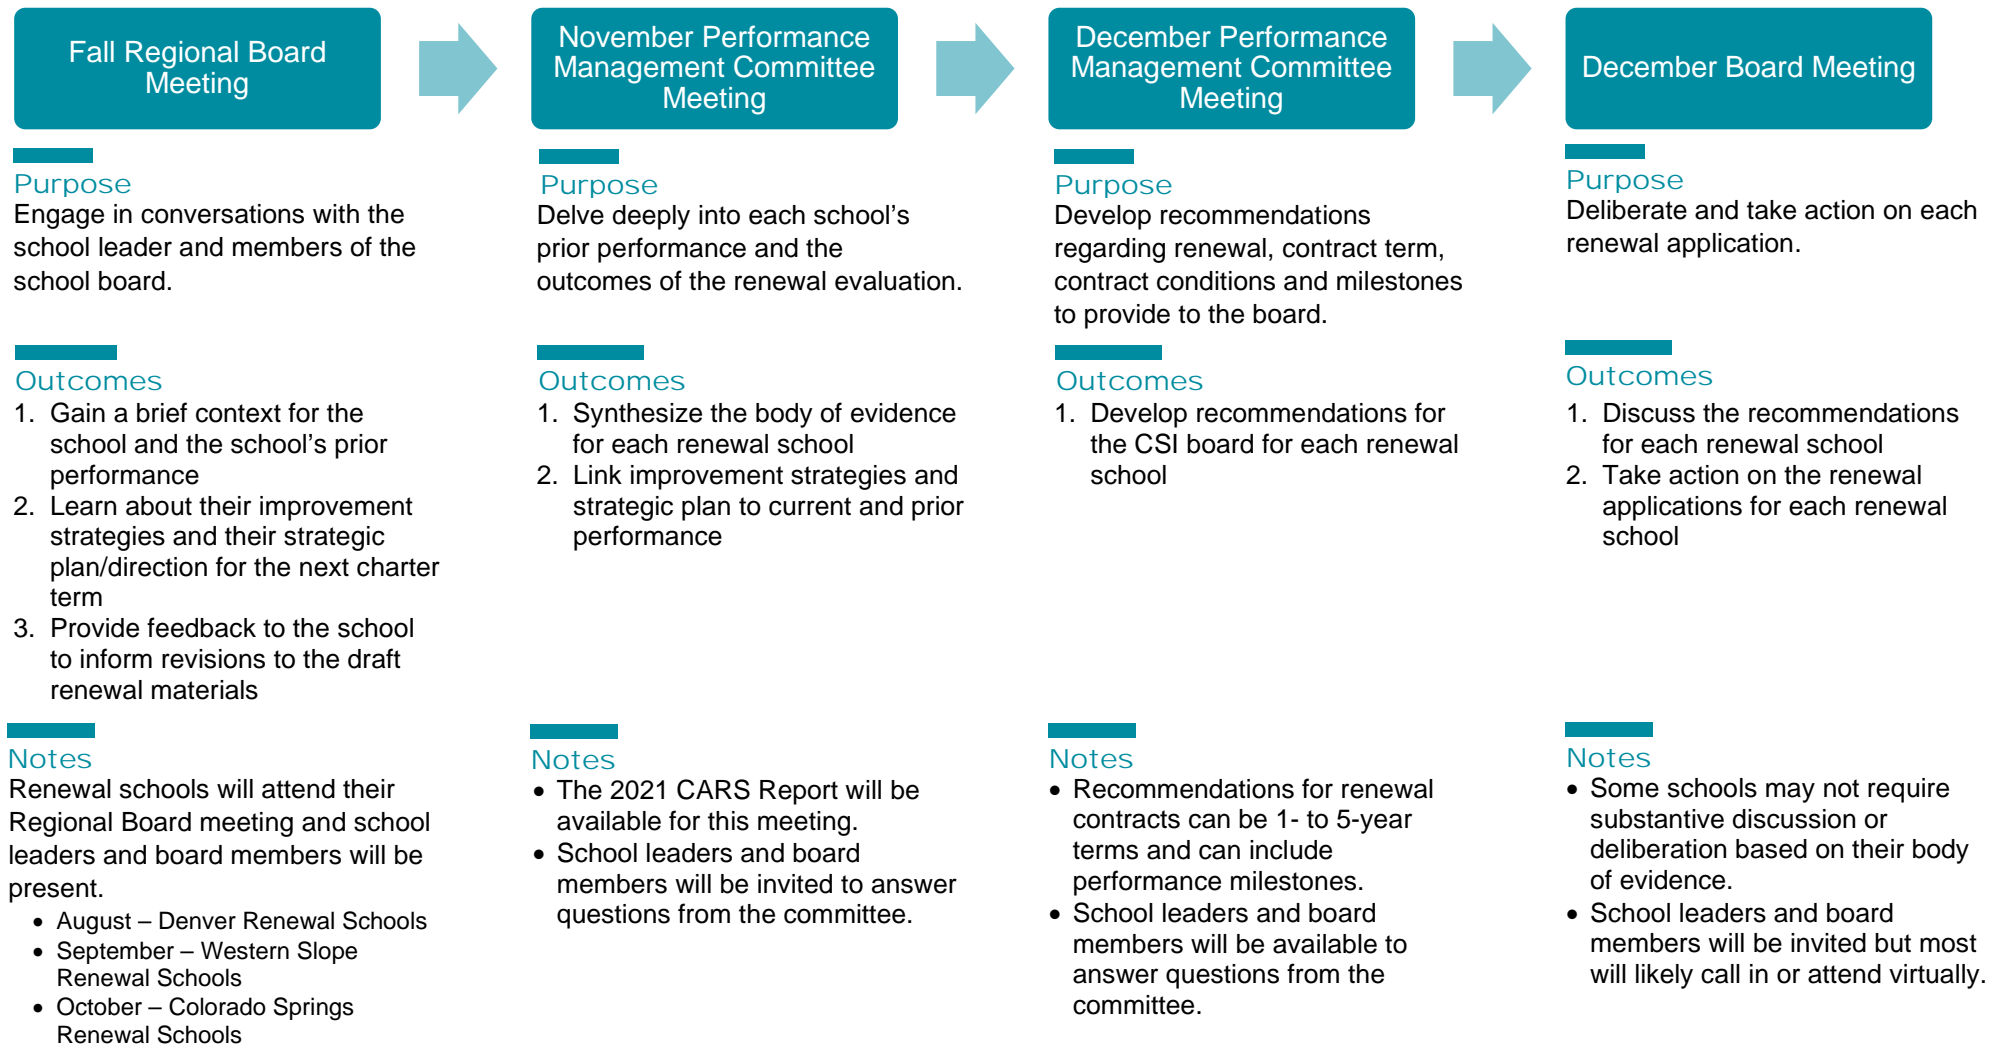 Fall Regional Board
Meeting
November Performance
Management Committee
Meeting
December Performance
Management Committee
Meeting
December Board Meeting
Purpose
Engage in conversations with the
school leader and members of the
school board.
Outcomes
1. Gain a brief context for the
school and the school’s prior
performance
2. Learn about their improvement
strategies and their strategic
plan/direction for the next charter
term
3. Provide feedback to the school
to inform revisions to the draft
renewal materials
Notes
Renewal schools will attend their
Regional Board meeting and school
leaders and board members will be
present.
• August – Denver Renewal Schools
• September – Western Slope
Renewal Schools
• October – Colorado Springs
Renewal Schools
Purpose
Delve deeply into each school’s
prior performance and the
outcomes of the renewal evaluation.
Outcomes
1. Synthesize the body of evidence
for each renewal school
2. Link improvement strategies and
strategic plan to current and prior
performance
Notes
• The 2021 CARS Report will be
available for this meeting.
• School leaders and board
members will be invited to answer
questions from the committee.
Purpose
Develop recommendations
regarding renewal, contract term,
contract conditions and milestones
to provide to the board.
Outcomes
1. Develop recommendations for
the CSI board for each renewal
school
Notes
• Recommendations for renewal
contracts can be 1- to 5-year
terms and can include
performance milestones.
• School leaders and board
members will be available to
answer questions from the
committee.
Purpose
Deliberate and take action on each
renewal application.
Outcomes
1. Discuss the recommendations
for each renewal school
2. Take action on the renewal
applications for each renewal
school
Notes
• Some schools may not require
substantive discussion or
deliberation based on their body
of evidence.
• School leaders and board
members will be invited but most
will likely call in or attend virtually.